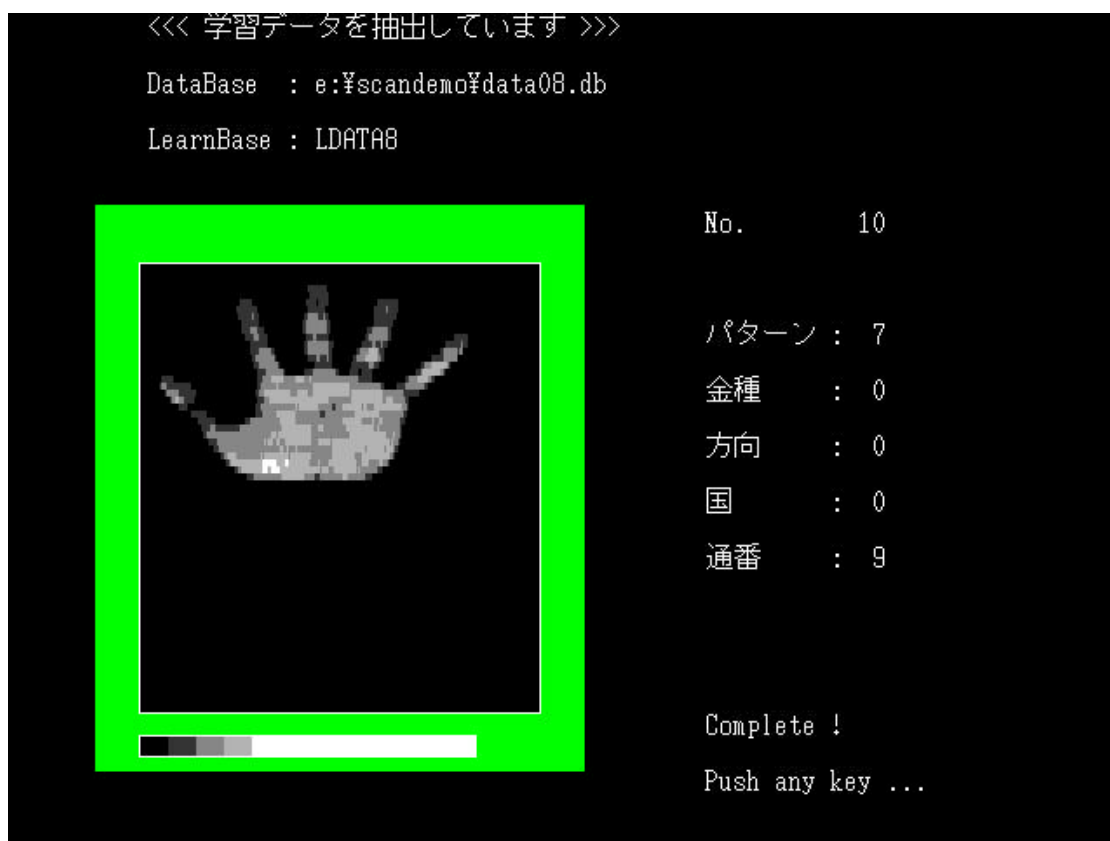 <<< 学習データを抽出しています >>>
DataBase : e:¥scandemo¥data08.db
LearnBase : LDATA8
No. 10
パターン : 7
金種 : 0
方向 : 0
国 : 0
通番 : 9
Complete !
Push any key ...